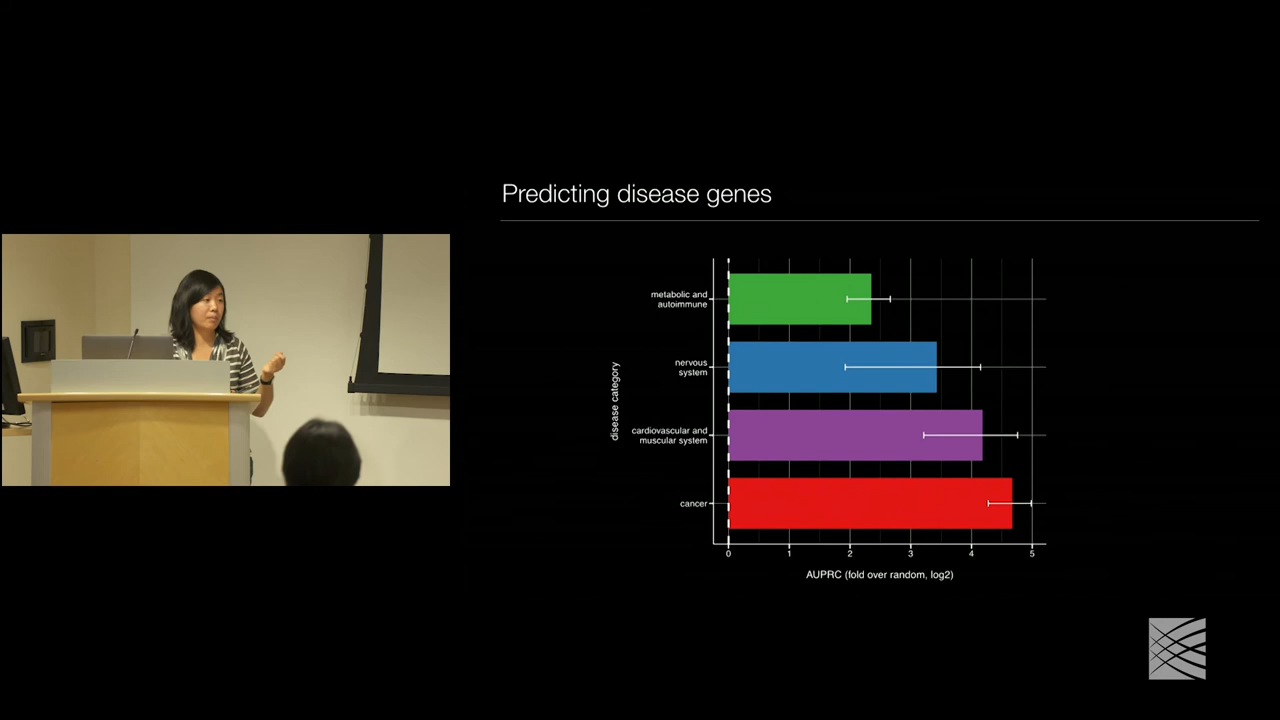 Predicting disease genes
metabolic and
autoimmune
nervous
system
cardiovascular and
muscular system
cancer
disease category
0 1 2 3 4 5
AUPRC (fold over random, log2)